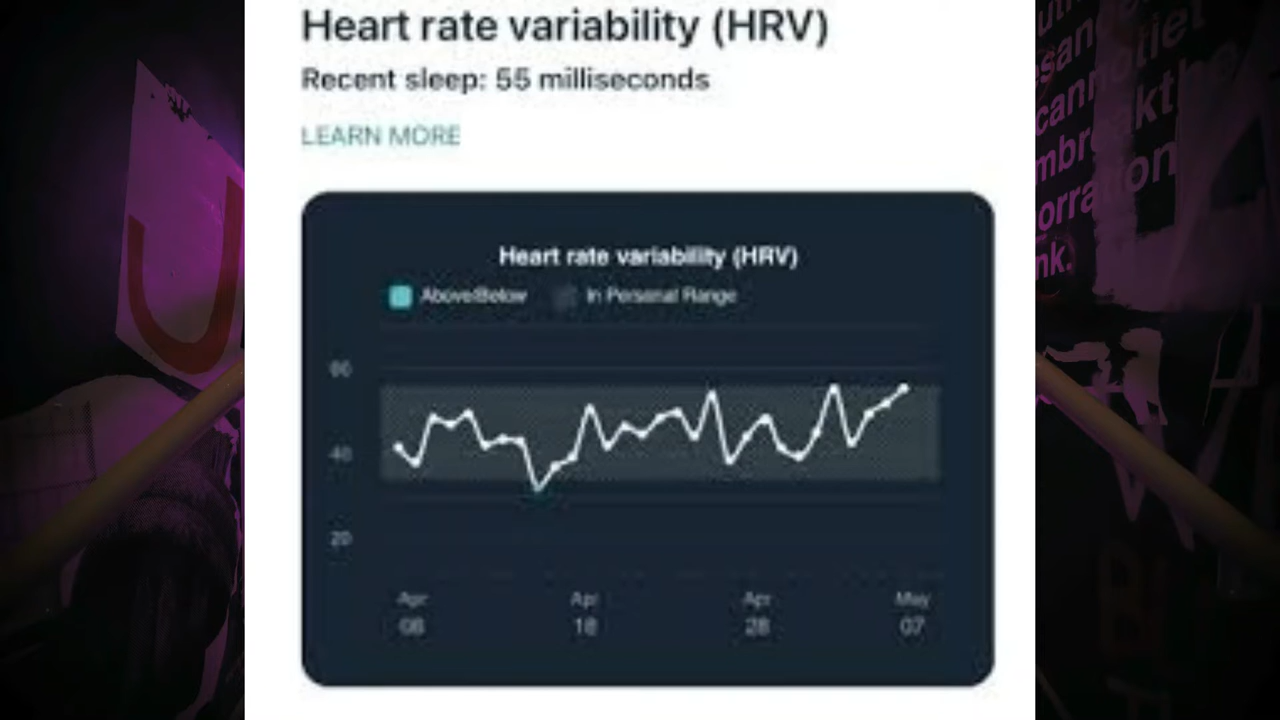 Heart rate variability (HRV)
Recent sleep: 55 milliseconds
LEARN MORE
Heart rate variability (HRV)
Above/Below In Personal Range
60
40
20
Apr Apr Apr May
08 18 28 07